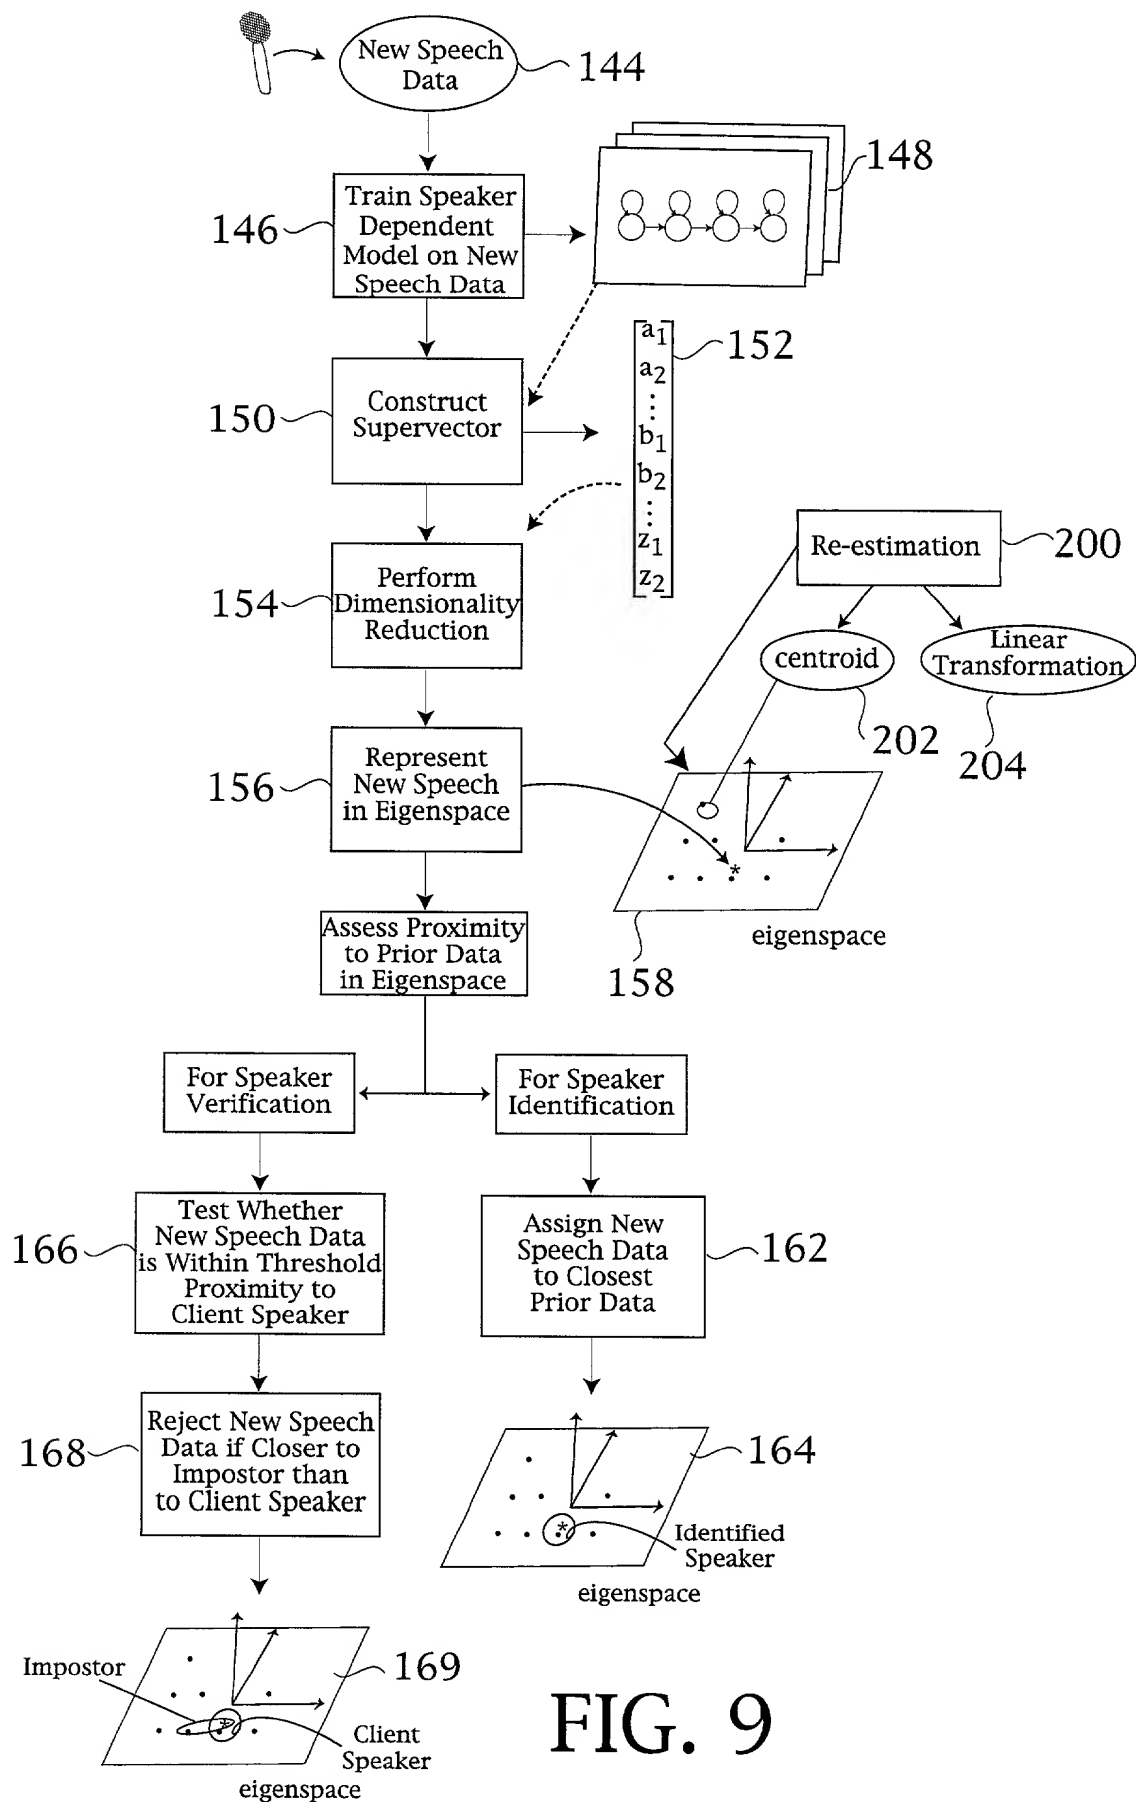 New Speech
Data
144
Train Speaker
Dependent
Model on New
Speech Data
146
148
Construct
Supervector
150
a1
a2
⋮
b1
b2
⋮
z1
z2
152
Perform
Dimensionality
Reduction
154
Re-estimation
200
centroid
202
Linear
Transformation
204
Represent
New Speech
in Eigenspace
156
*
eigenspace
158
Assess Proximity
to Prior Data
in Eigenspace
For Speaker
Verification
For Speaker
Identification
Test Whether
New Speech Data
is Within Threshold
Proximity to
Client Speaker
166
Assign New
Speech Data
to Closest
Prior Data
162
Reject New Speech
Data if Closer to
Impostor than
to Client Speaker
168
164
*
Identified
Speaker
eigenspace
Impostor
169
*
Client
Speaker
eigenspace
FIG. 9